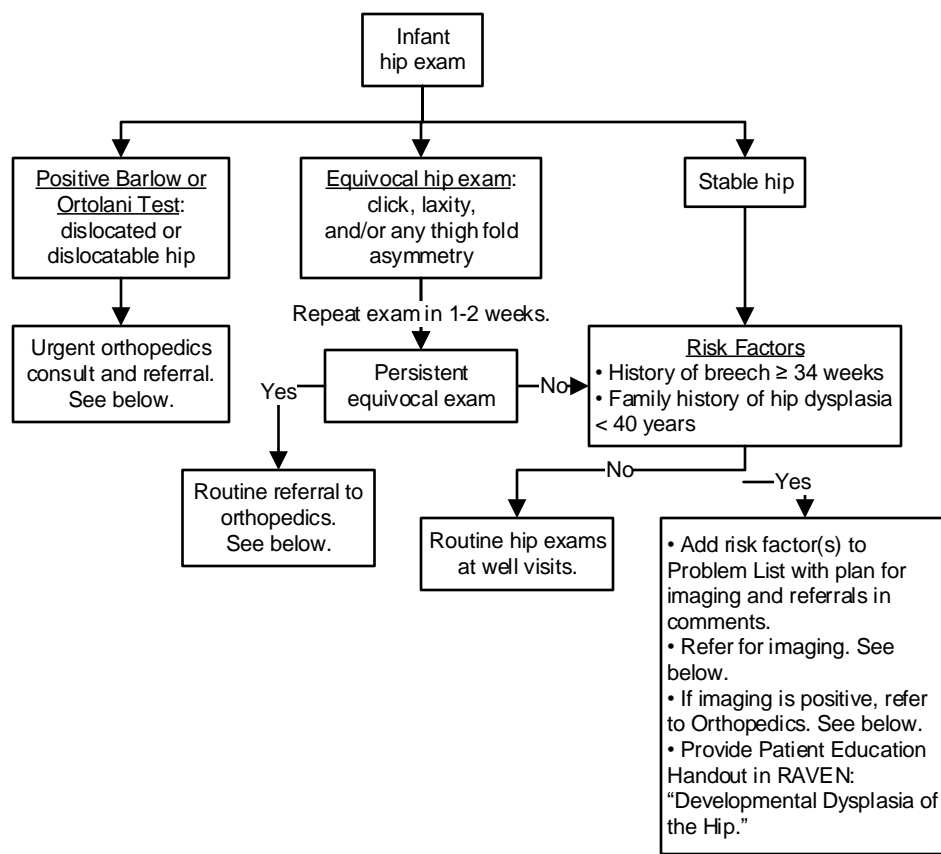 Infant
hip exam
Positive Barlow or
Ortolani Test:
dislocated or
dislocatable hip
Equivocal hip exam:
click, laxity,
and/or any thigh fold
asymmetry
Stable hip
Repeat exam in 1-2 weeks.
Urgent orthopedics
consult and referral.
See below.
Yes
Persistent
equivocal exam
No
Risk Factors
• History of breech ≥ 34 weeks
• Family history of hip dysplasia
< 40 years
No
Yes
Routine referral to
orthopedics.
See below.
Routine hip exams
at well visits.
• Add risk factor(s) to
Problem List with plan for
imaging and referrals in
comments.
• Refer for imaging. See
below.
• If imaging is positive, refer
to Orthopedics. See below.
• Provide Patient Education
Handout in RAVEN:
“Developmental Dysplasia of
the Hip.”